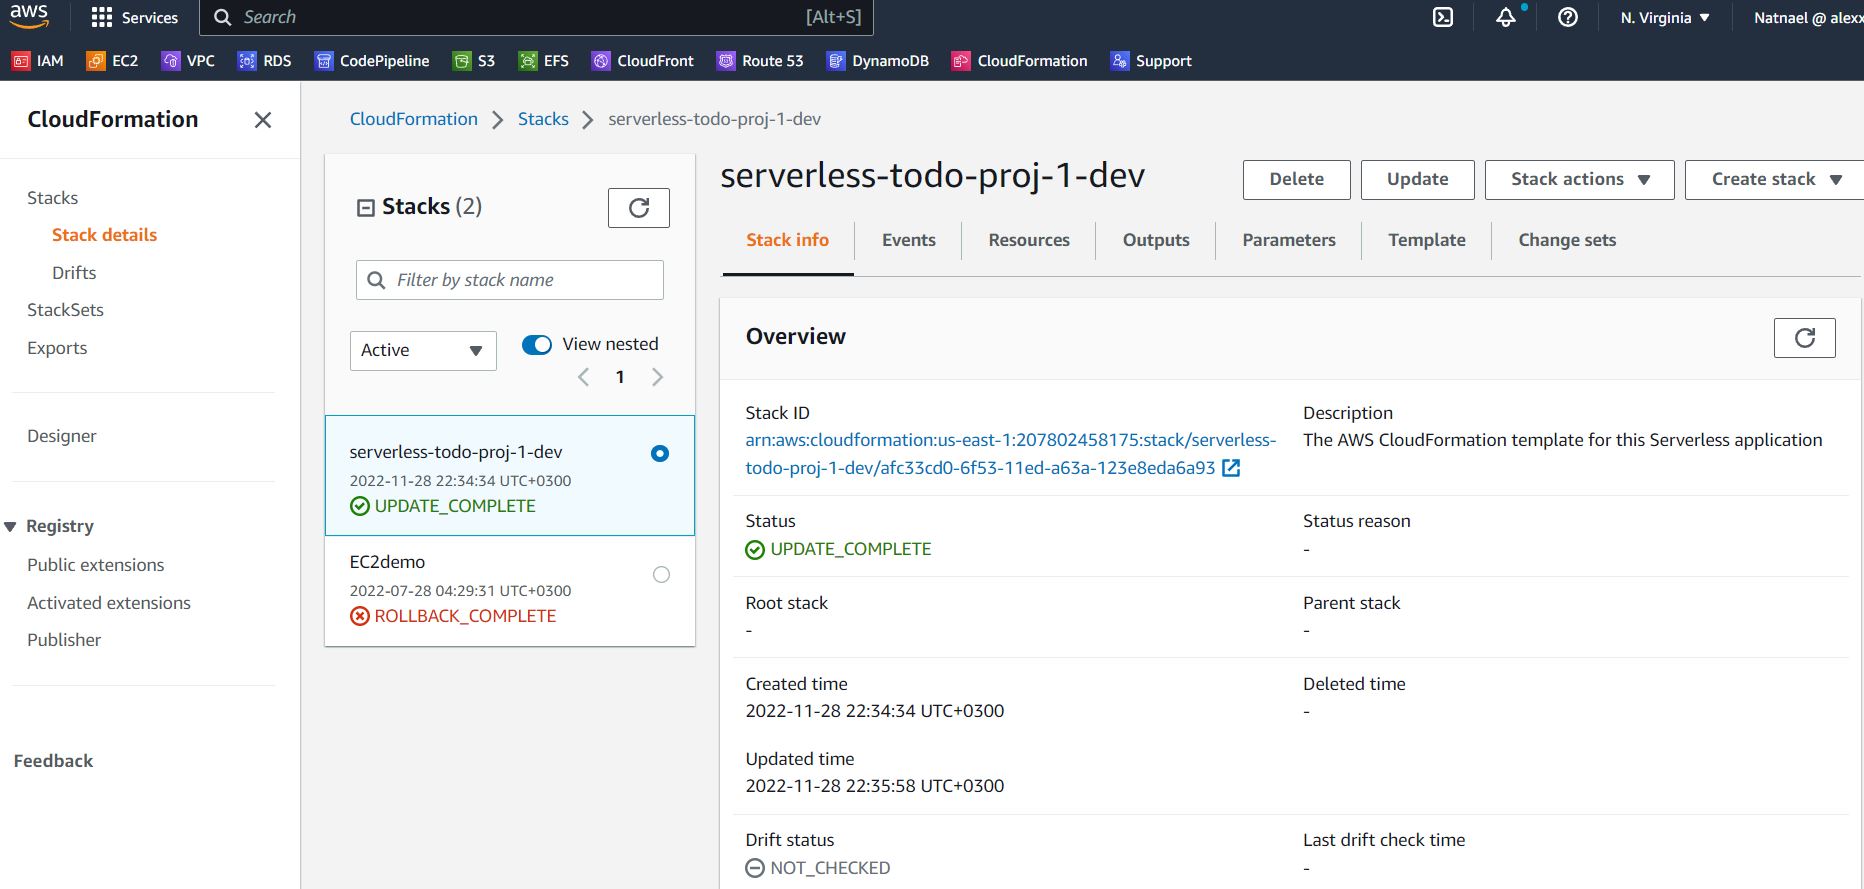 aws
Services
Search
[Alt+S]
N. Virginia
Natnael @ alexx
IAM
EC2
VPC
RDS
CodePipeline
S3
EFS
CloudFront
Route 53
DynamoDB
CloudFormation
Support
CloudFormation
Stacks
Stack details
Drifts
StackSets
Exports
Designer
Registry
Public extensions
Activated extensions
Publisher
Feedback
CloudFormation
Stacks
serverless-todo-proj-1-dev
Stacks (2)
Filter by stack name
Active
View nested
1
serverless-todo-proj-1-dev
2022-11-28 22:34:34 UTC+0300
UPDATE_COMPLETE
EC2demo
2022-07-28 04:29:31 UTC+0300
ROLLBACK_COMPLETE
serverless-todo-proj-1-dev
Delete
Update
Stack actions
Create stack
Stack info
Events
Resources
Outputs
Parameters
Template
Change sets
Overview
Stack ID
arn:aws:cloudformation:us-east-1:207802458175:stack/serverless-
todo-proj-1-dev/afc33cd0-6f53-11ed-a63a-123e8eda6a93
Description
The AWS CloudFormation template for this Serverless application
Status
UPDATE_COMPLETE
Status reason
-
Root stack
-
Parent stack
-
Created time
2022-11-28 22:34:34 UTC+0300
Deleted time
-
Updated time
2022-11-28 22:35:58 UTC+0300
Drift status
NOT_CHECKED
Last drift check time
-